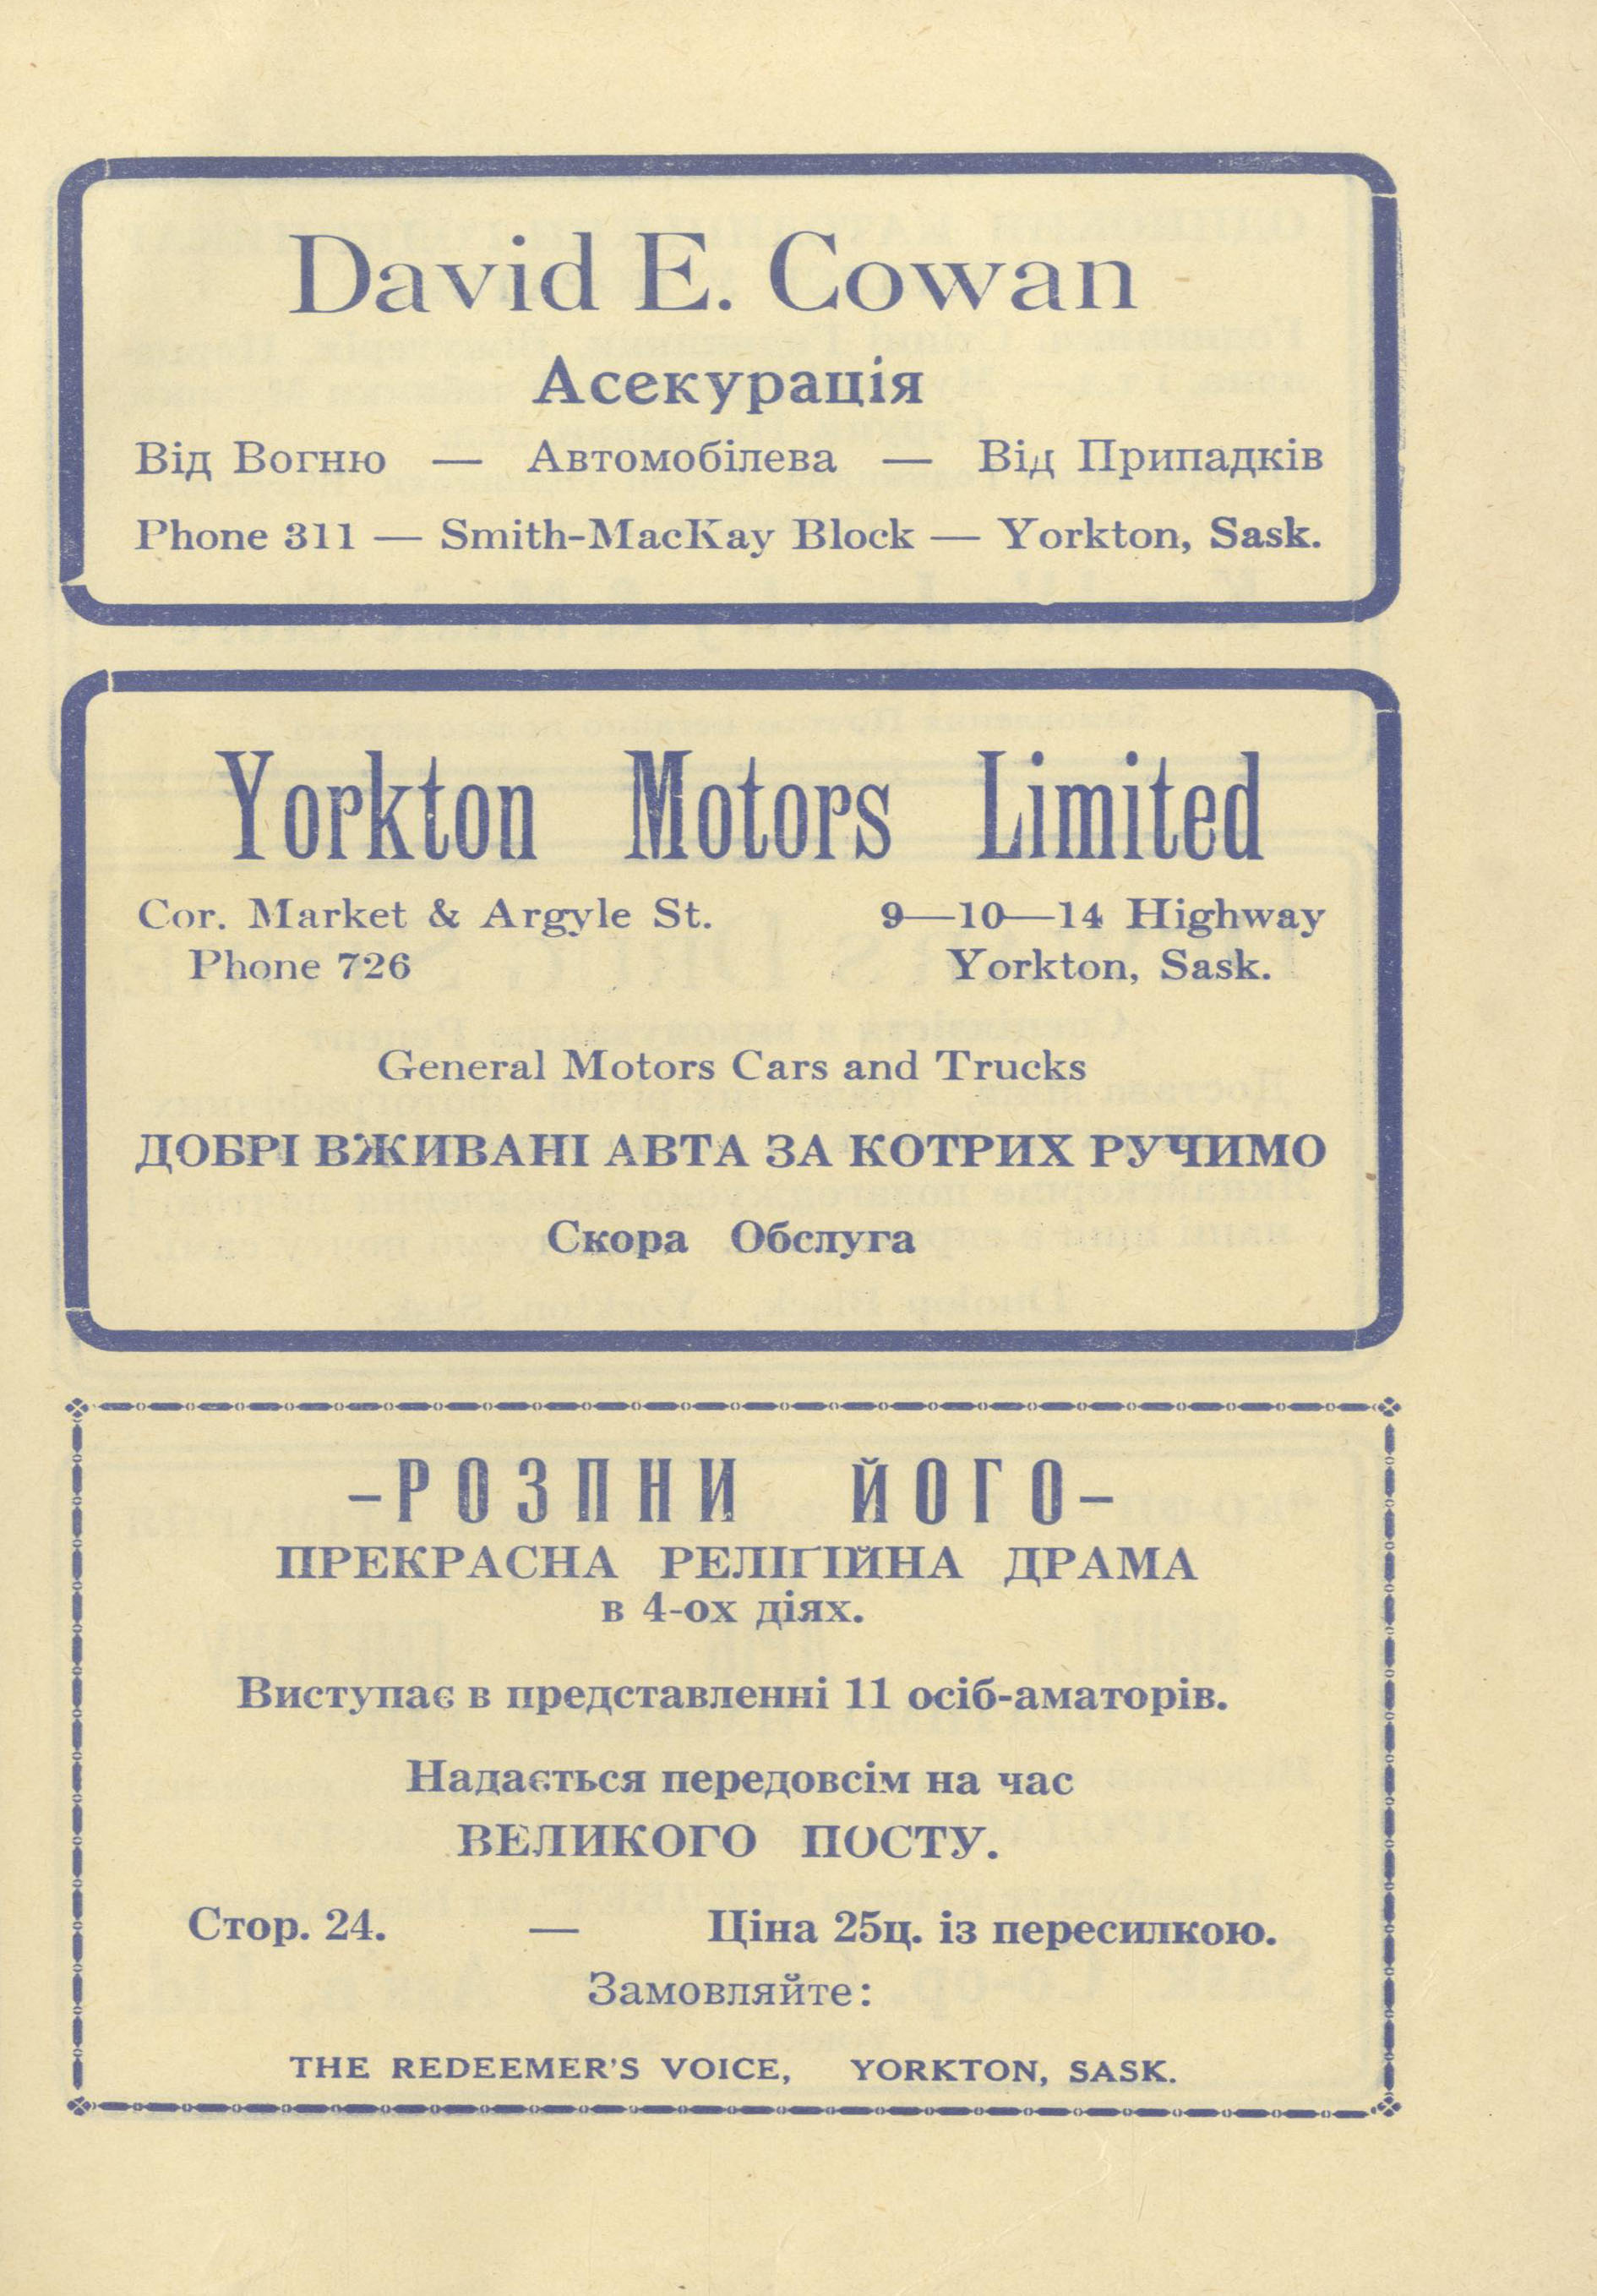 David E. Cowan
Асекурація
Від Вогню — Автомобілева — Від Припадків
Phone 311 — Smith-MacKay Block — Yorkton, Sask.
Yorkton Motors Limited
Cor. Market & Argyle St. 9—10—14 Highway
Phone 726 Yorkton, Sask.
General Motors Cars and Trucks
ДОБРІ ВЖИВАНІ АВТА ЗА КОТРИХ РУЧИМО
Скора Обслуга
–РОЗПНИ ЙОГО–
ПРЕКРАСНА РЕЛІҐІЙНА ДРАМА
в 4-ох діях.
Виступає в представленні 11 осіб-аматорів.
Надається передовсім на час
ВЕЛИКОГО ПОСТУ.
Стор. 24. — Ціна 25ц. із пересилкою.
Замовляйте:
THE REDEEMER'S VOICE, YORKTON, SASK.